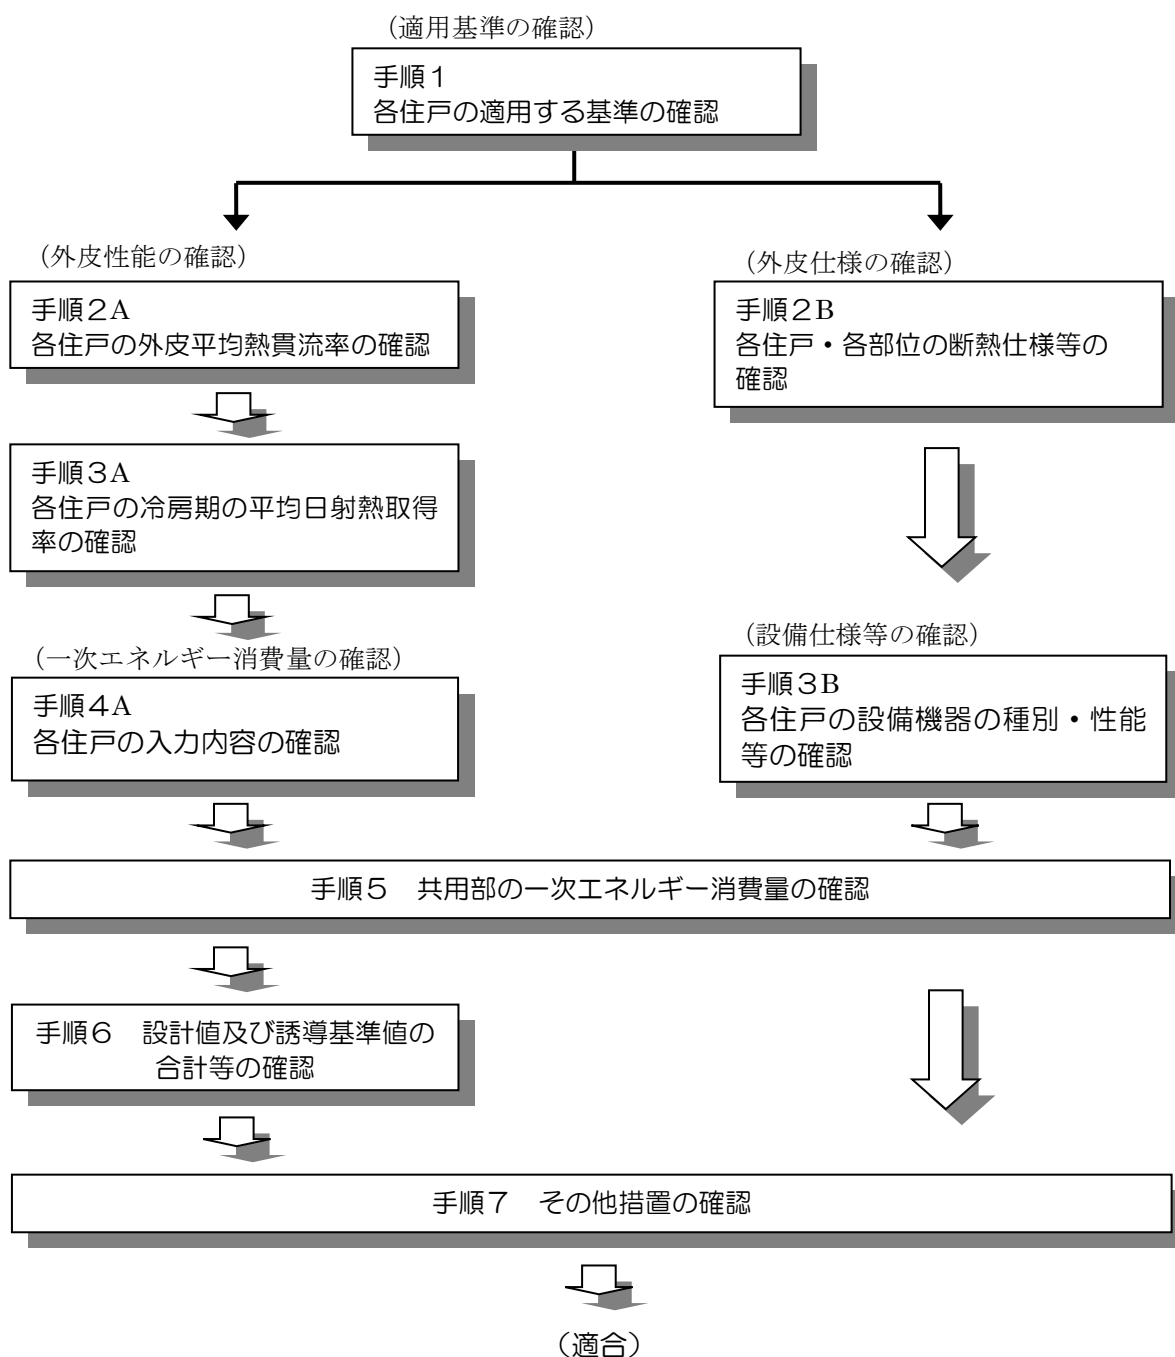 （適用基準の確認）
手順１
各住戸の適用する基準の確認
（外皮性能の確認）
手順２A
各住戸の外皮平均熱貫流率の確認
手順３A
各住戸の冷房期の平均日射熱取得
率の確認
（一次エネルギー消費量の確認）
手順４A
各住戸の入力内容の確認
（外皮仕様の確認）
手順２B
各住戸・各部位の断熱仕様等の
確認
（設備仕様等の確認）
手順３B
各住戸の設備機器の種別・性能
等の確認
手順５　共用部の一次エネルギー消費量の確認
手順６　設計値及び誘導基準値の
合計等の確認
手順７　その他措置の確認
（適合）